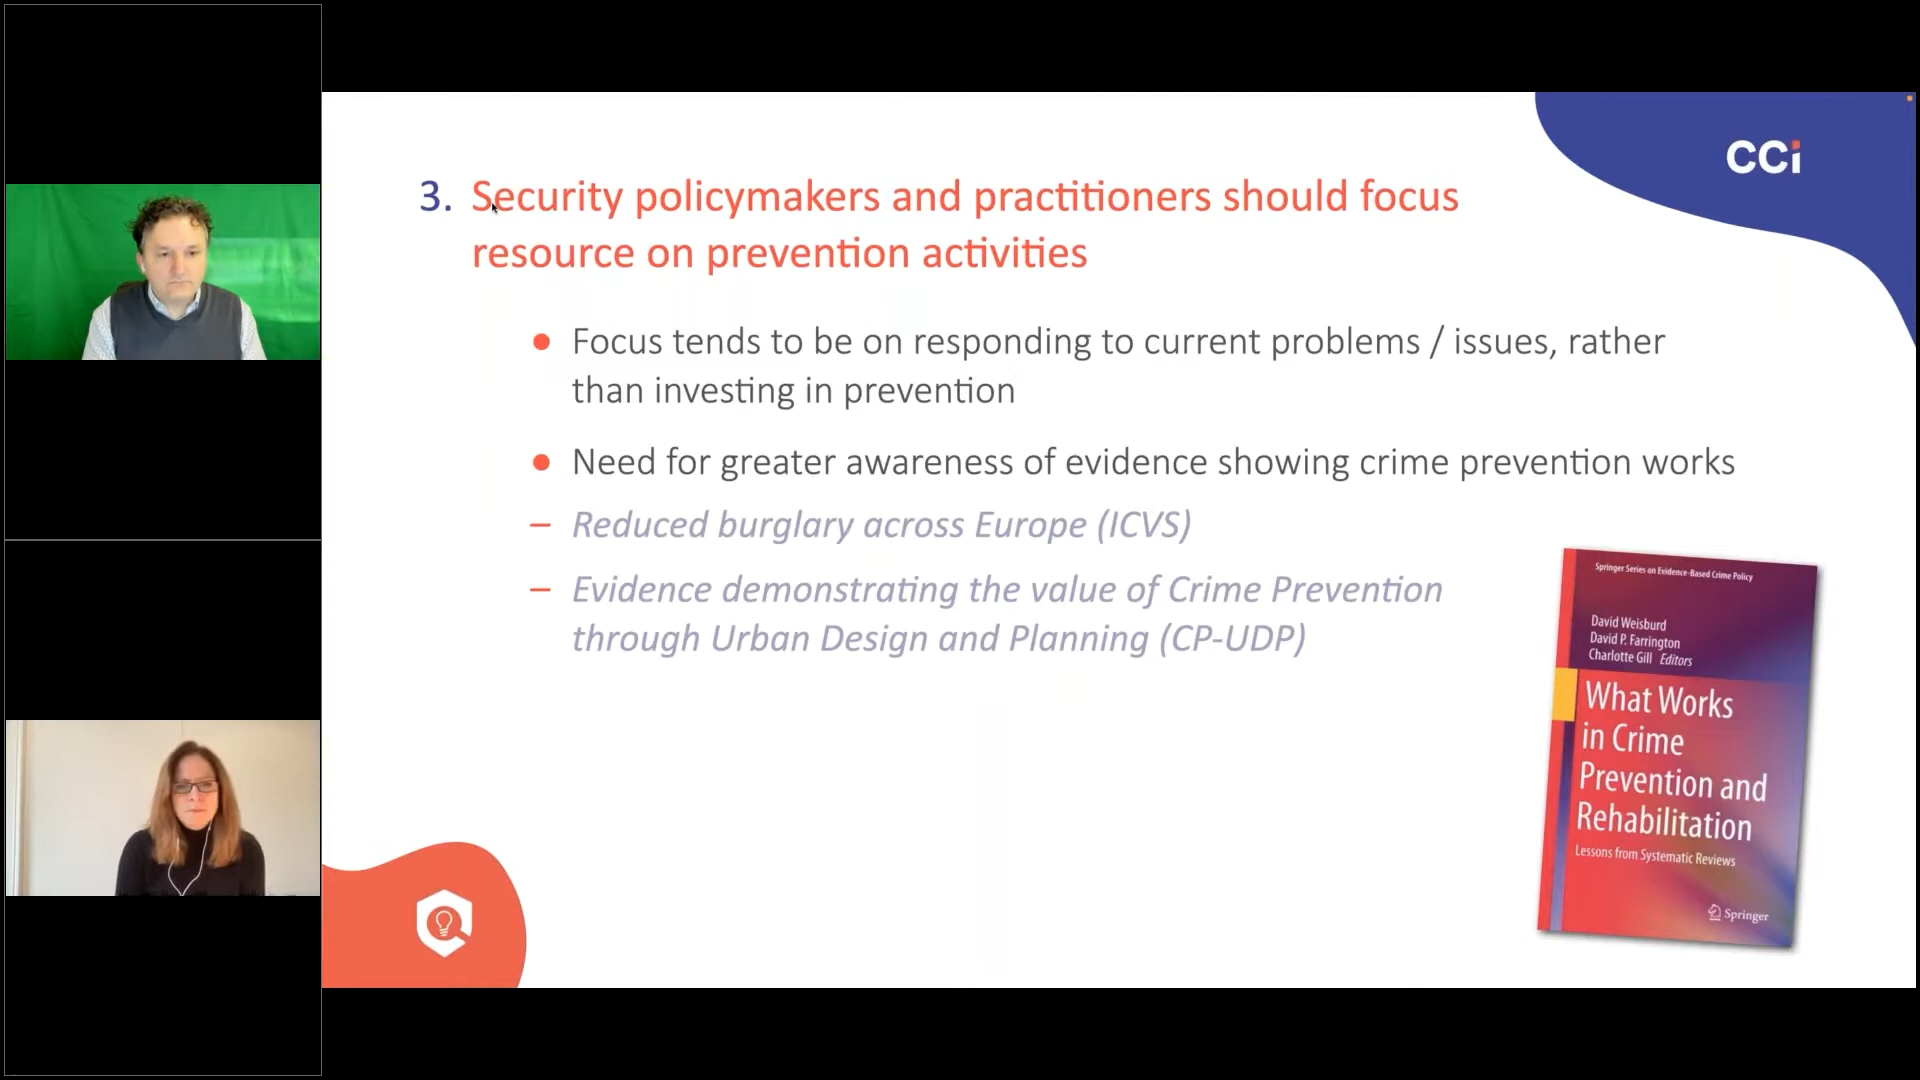 CCi
3. Security policymakers and practitioners should focus
resource on prevention activities
● Focus tends to be on responding to current problems / issues, rather
than investing in prevention
● Need for greater awareness of evidence showing crime prevention works
– Reduced burglary across Europe (ICVS)
– Evidence demonstrating the value of Crime Prevention
through Urban Design and Planning (CP-UDP)
Springer Series on Evidence-Based Crime Policy
David Weisburd
David P. Farrington
Charlotte Gill Editors
What Works
in Crime
Prevention and
Rehabilitation
Lessons from Systematic Reviews
Springer